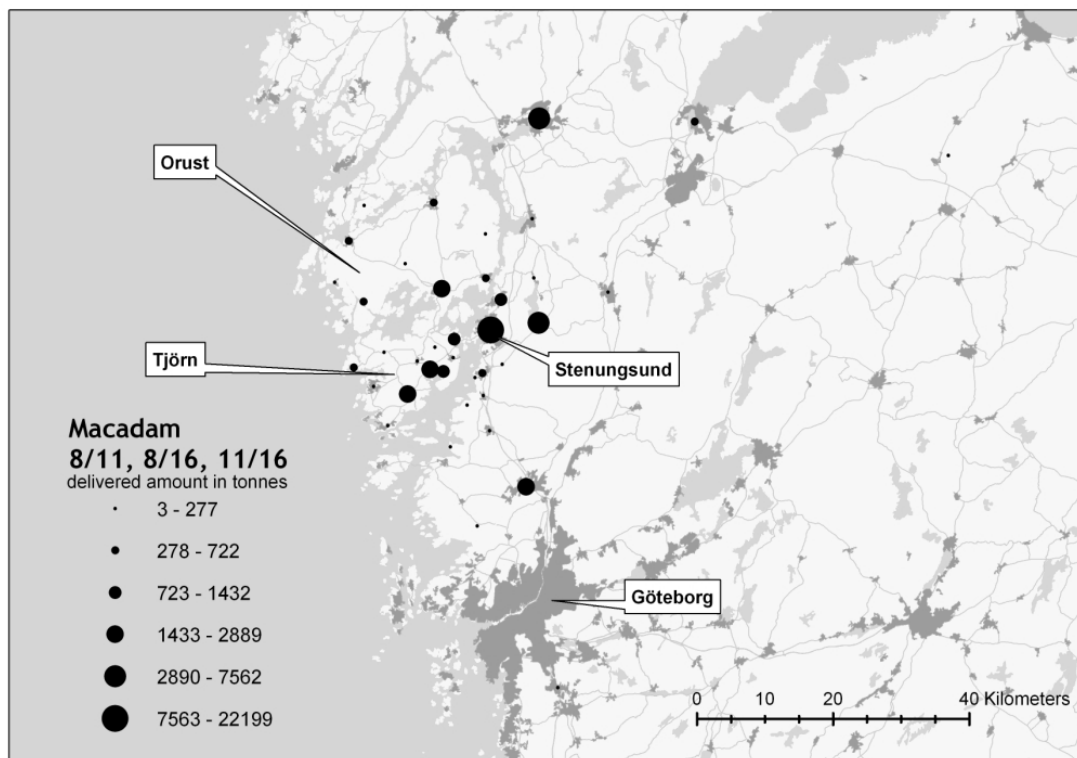 Orust
Tjörn
Stenungsund
Macadam
8/11, 8/16, 11/16
delivered amount in tonnes
3 - 277
278 - 722
723 - 1432
1433 - 2889
2890 - 7562
7563 - 22199
Göteborg
0 10 20 40 Kilometers